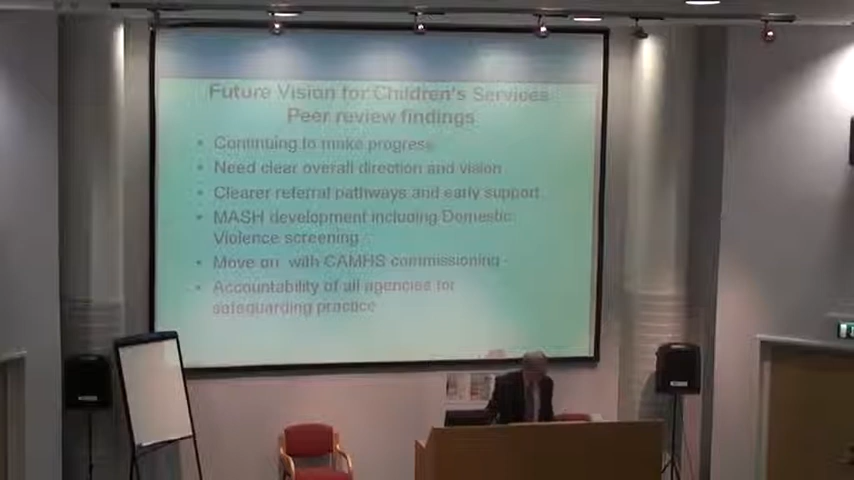 Future Vision for Children's Services
Peer review findings
• Continuing to make progress
• Need clear overall direction and vision
• Clearer referral pathways and early support
• MASH development including Domestic
Violence screening
• Move on with CAMHS commissioning
• Accountability of all agencies for
safeguarding practice